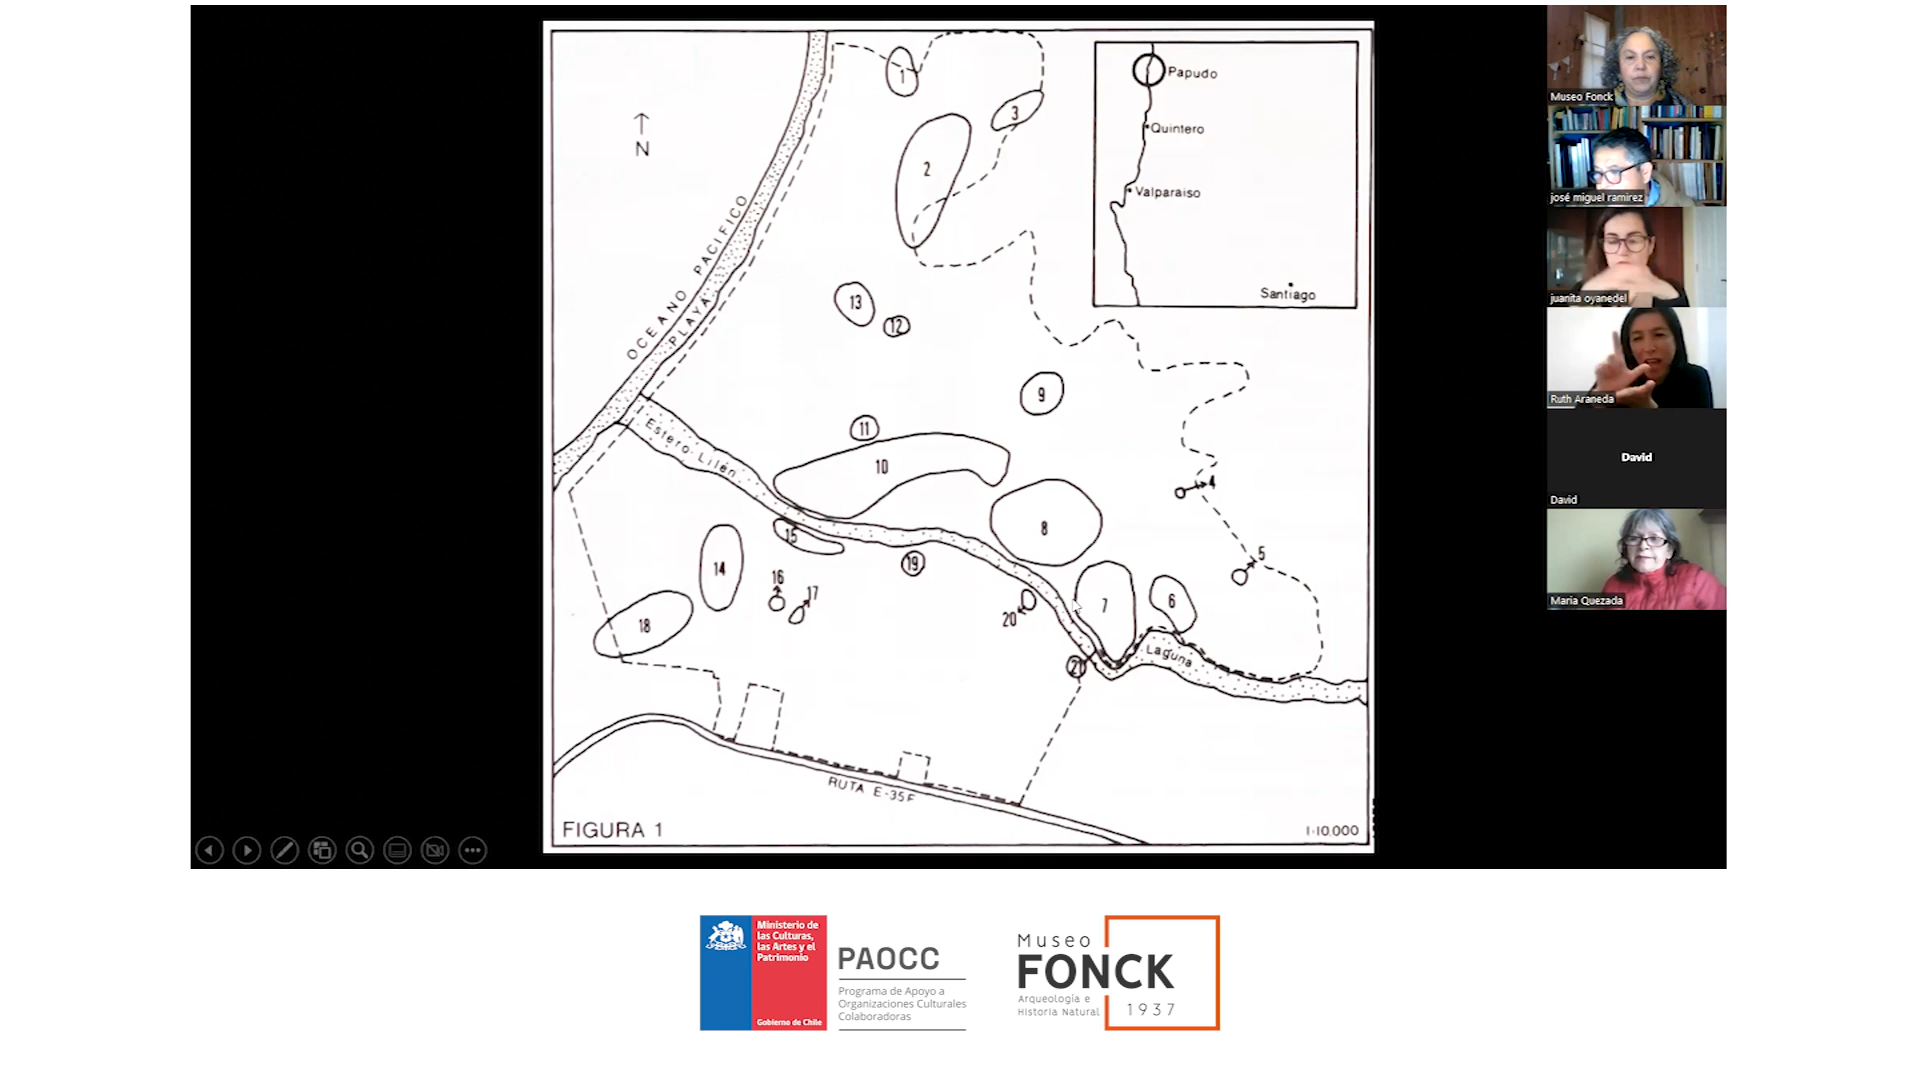 1
3
2
N
OCEANO PACIFICO
PLAYA
Papudo
Quintero
Valparaiso
Santiago
13
12
9
11
10
Estero Lilén
4
8
5
15
14
19
16
17
7
6
20
18
Laguna
21
RUTA E-35F
FIGURA 1
1:10.000
Museo Fonck
josé miguel ramirez
juanita oyanedel
Ruth Araneda
David
David
Maria Quezada
Ministerio de
las Culturas,
las Artes y el
Patrimonio
Gobierno de Chile
PAOCC
Programa de Apoyo a
Organizaciones Culturales
Colaboradoras
Museo
FONCK
Arqueología e
Historia Natural
1937